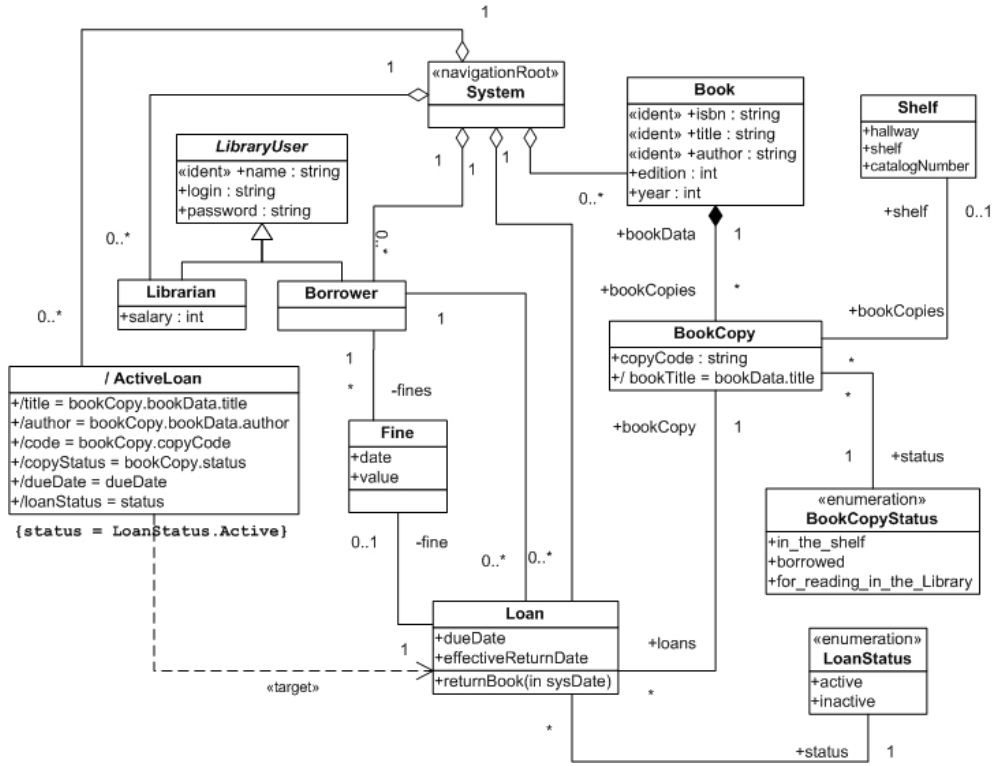 1
«navigationRoot»
System
1
1
1
1
0..*
Book
«ident» +isbn : string
«ident» +title : string
«ident» +author : string
+edition : int
+year : int
Shelf
+hallway
+shelf
+catalogNumber
LibraryUser
«ident» +name : string
+login : string
+password : string
+shelf
0..1
+bookData
1
0..*
0..*
Librarian
+salary : int
Borrower
+bookCopies
*
+bookCopies
0..*
1
BookCopy
+copyCode : string
+/ bookTitle = bookData.title
*
1
*
-fines
/ ActiveLoan
+/title = bookCopy.bookData.title
+/author = bookCopy.bookData.author
+/code = bookCopy.copyCode
+/copyStatus = bookCopy.status
+/dueDate = dueDate
+/loanStatus = status
{status = LoanStatus.Active}
Fine
+date
+value
+bookCopy
1
*
1
+status
«enumeration»
BookCopyStatus
+in_the_shelf
+borrowed
+for_reading_in_the_Library
0..1
-fine
0..*
0..*
Loan
+dueDate
+effectiveReturnDate
+returnBook(in sysDate)
1
«target»
+loans
*
«enumeration»
LoanStatus
+active
+inactive
*
+status
1